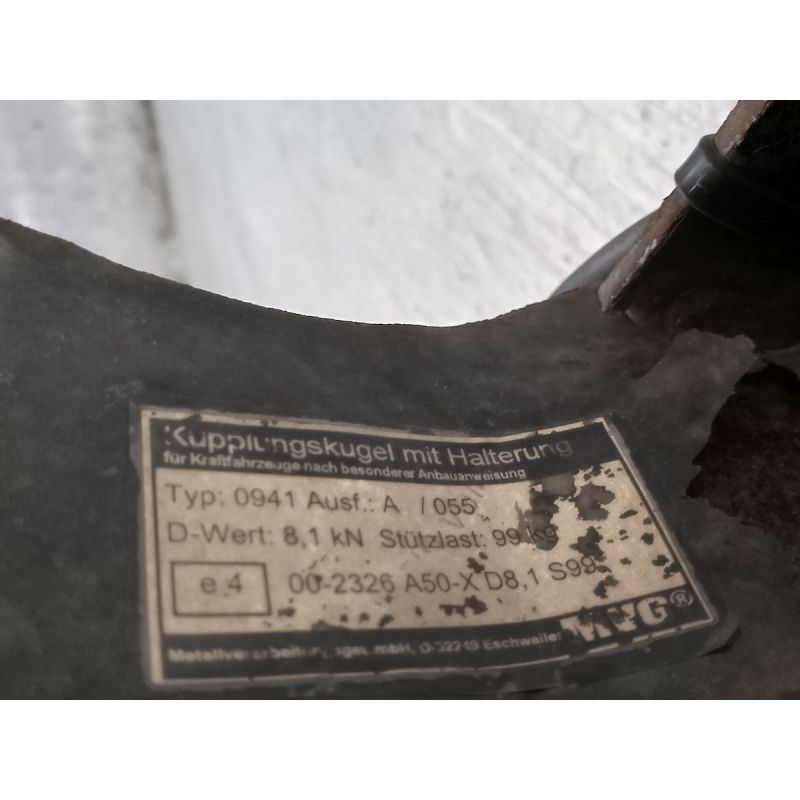 Kupplungskugel mit Halterung
für Kraftfahrzeuge nach besonderer Anbauanweisung
Typ: 0941 Ausf.: A / 055
D-Wert: 8,1 kN Stützlast: 99 kg
e 4 00-2326 A50-X D8,1 S99
MVG®
mbH, Eschweiler